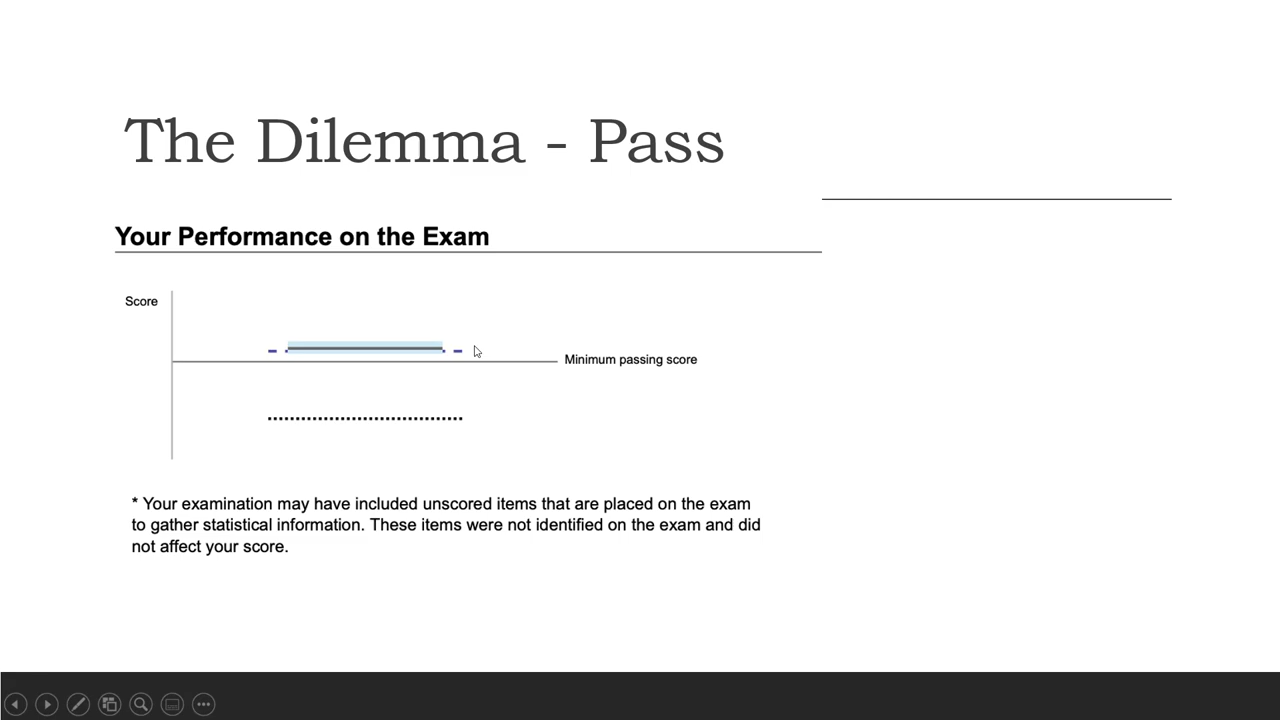 The Dilemma - Pass
Your Performance on the Exam
Score
Minimum passing score
* Your examination may have included unscored items that are placed on the exam
to gather statistical information. These items were not identified on the exam and did
not affect your score.